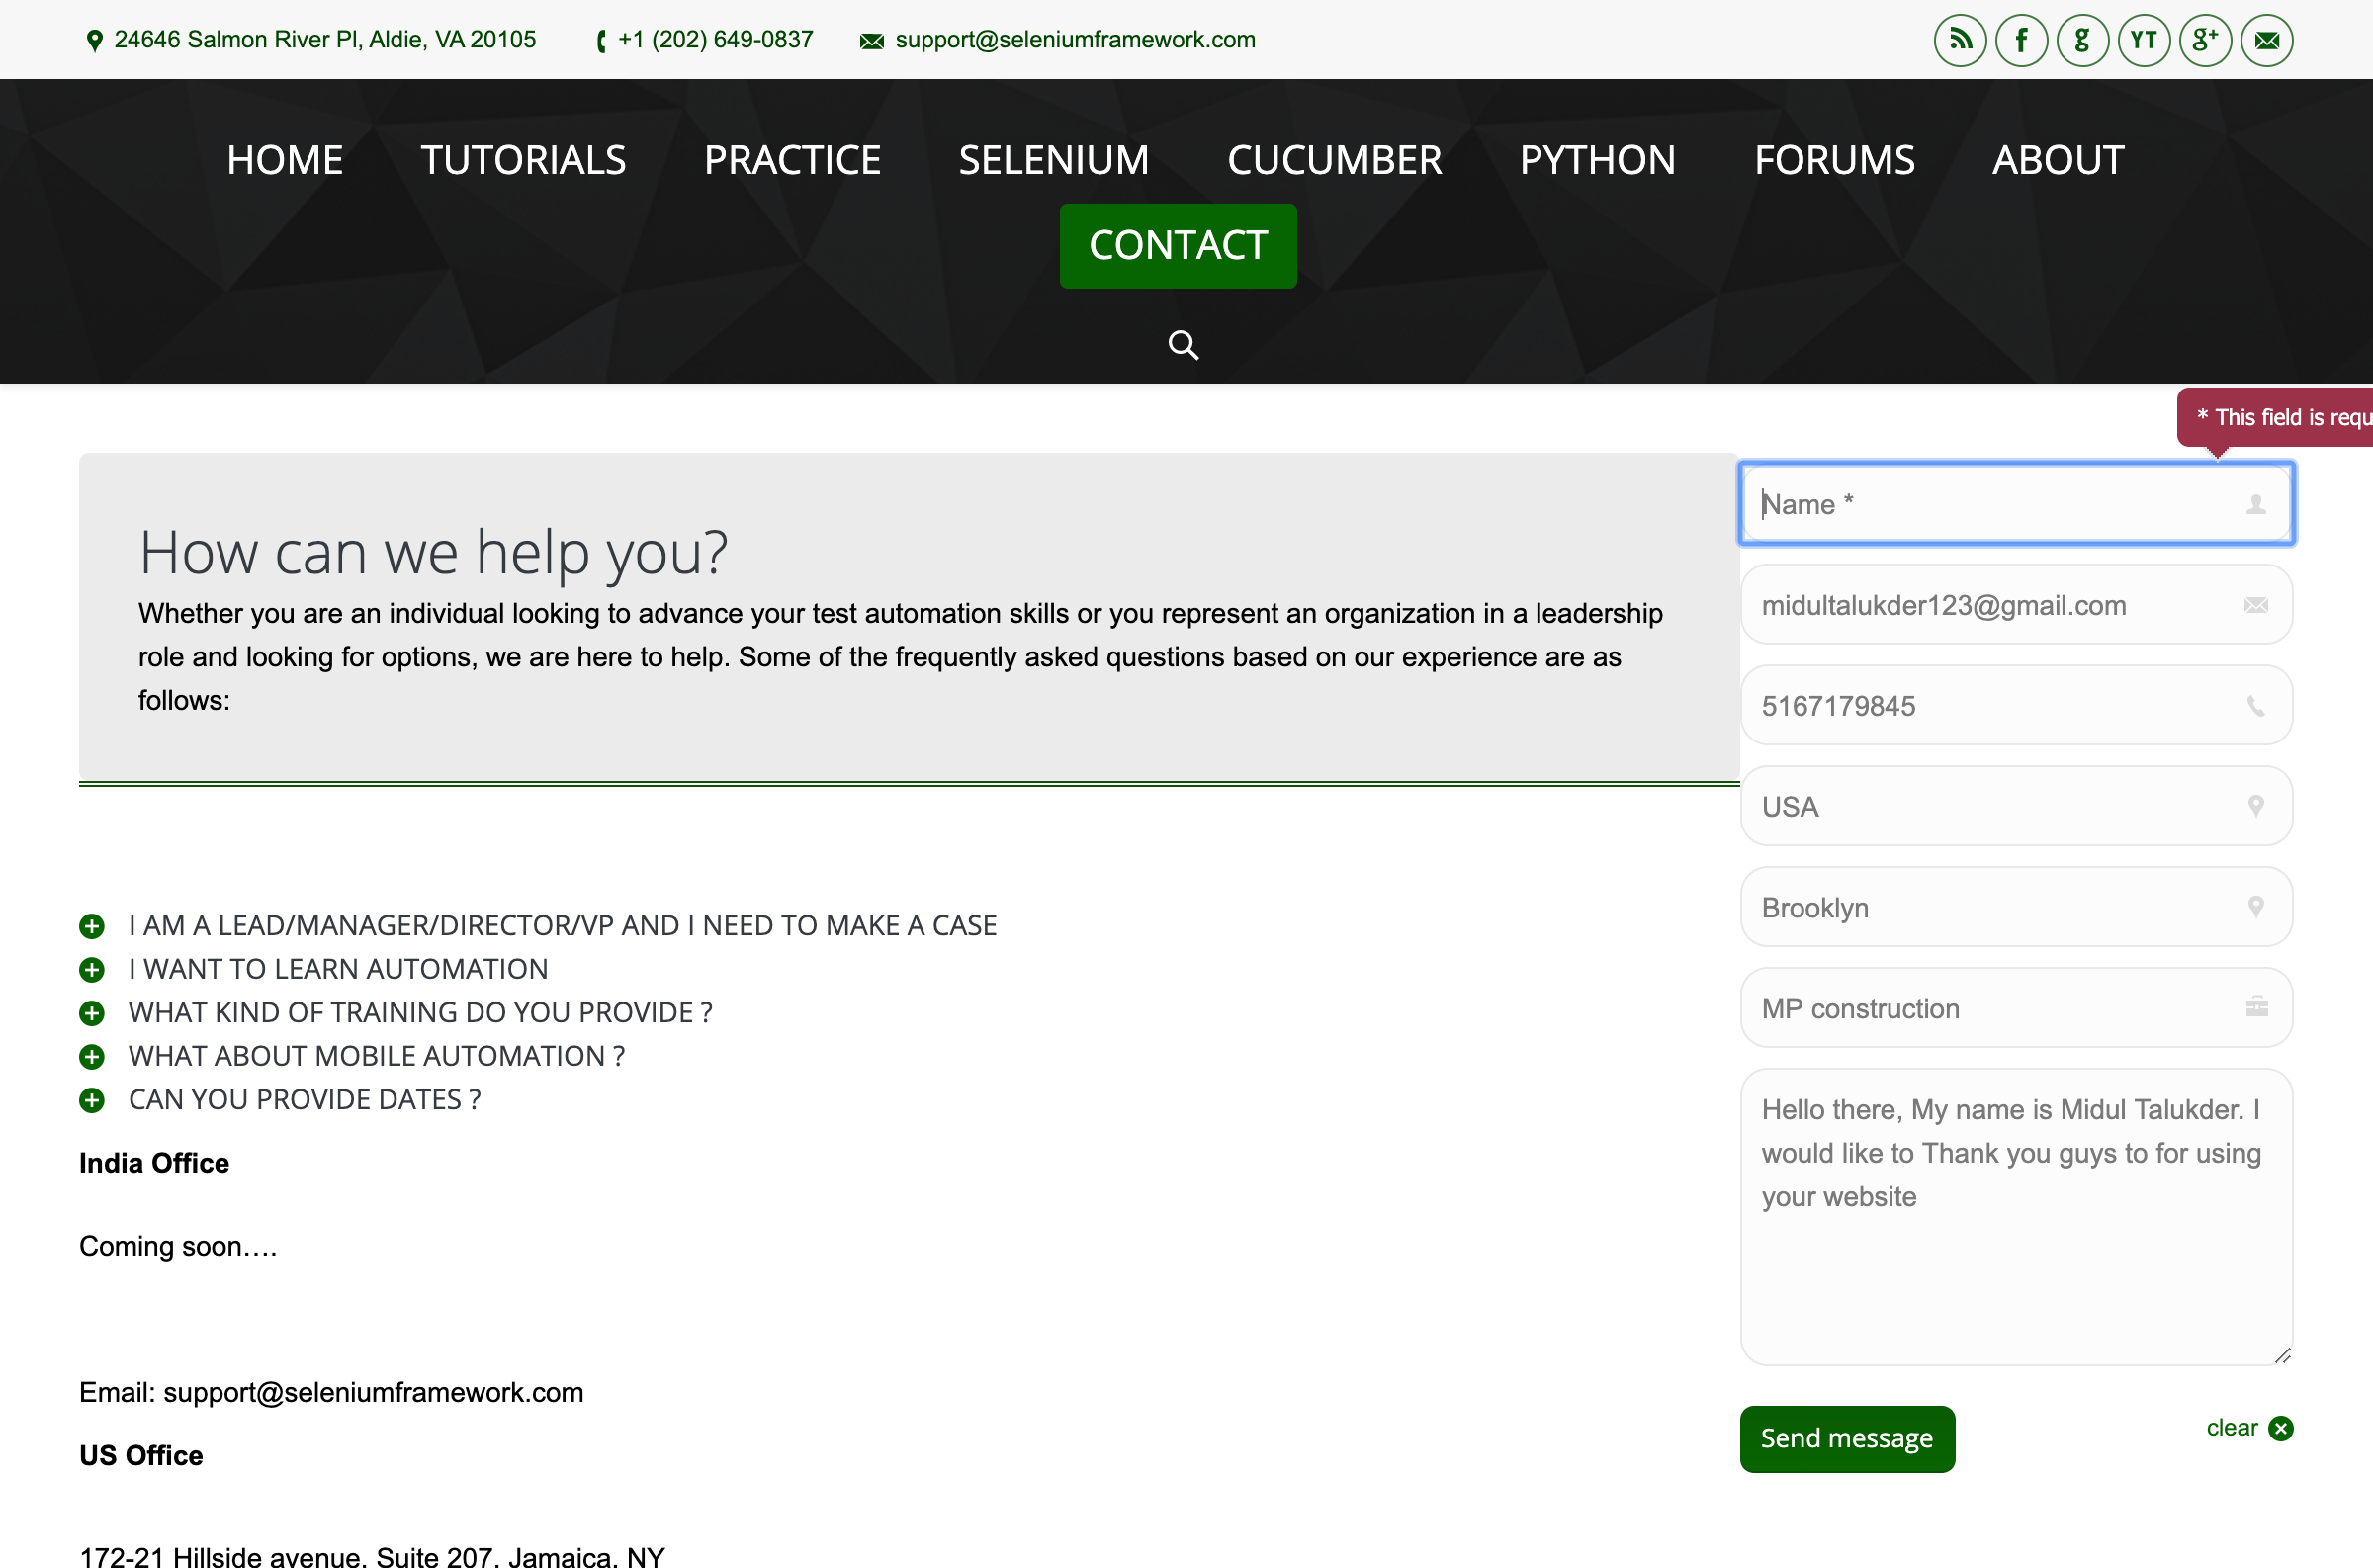 24646 Salmon River Pl, Aldie, VA 20105 +1 (202) 649-0837 support@seleniumframework.com f g YT g+
HOME TUTORIALS PRACTICE SELENIUM CUCUMBER PYTHON FORUMS ABOUT
CONTACT
* This field is requ
How can we help you?
Whether you are an individual looking to advance your test automation skills or you represent an organization in a leadership
role and looking for options, we are here to help. Some of the frequently asked questions based on our experience are as
follows:
Name *
midultalukder123@gmail.com
5167179845
USA
Brooklyn
MP construction
Hello there, My name is Midul Talukder. I
would like to Thank you guys to for using
your website
Send message
clear
I AM A LEAD/MANAGER/DIRECTOR/VP AND I NEED TO MAKE A CASE
I WANT TO LEARN AUTOMATION
WHAT KIND OF TRAINING DO YOU PROVIDE ?
WHAT ABOUT MOBILE AUTOMATION ?
CAN YOU PROVIDE DATES ?
India Office
Coming soon....
Email: support@seleniumframework.com
US Office
172-21 Hillside avenue, Suite 207, Jamaica, NY